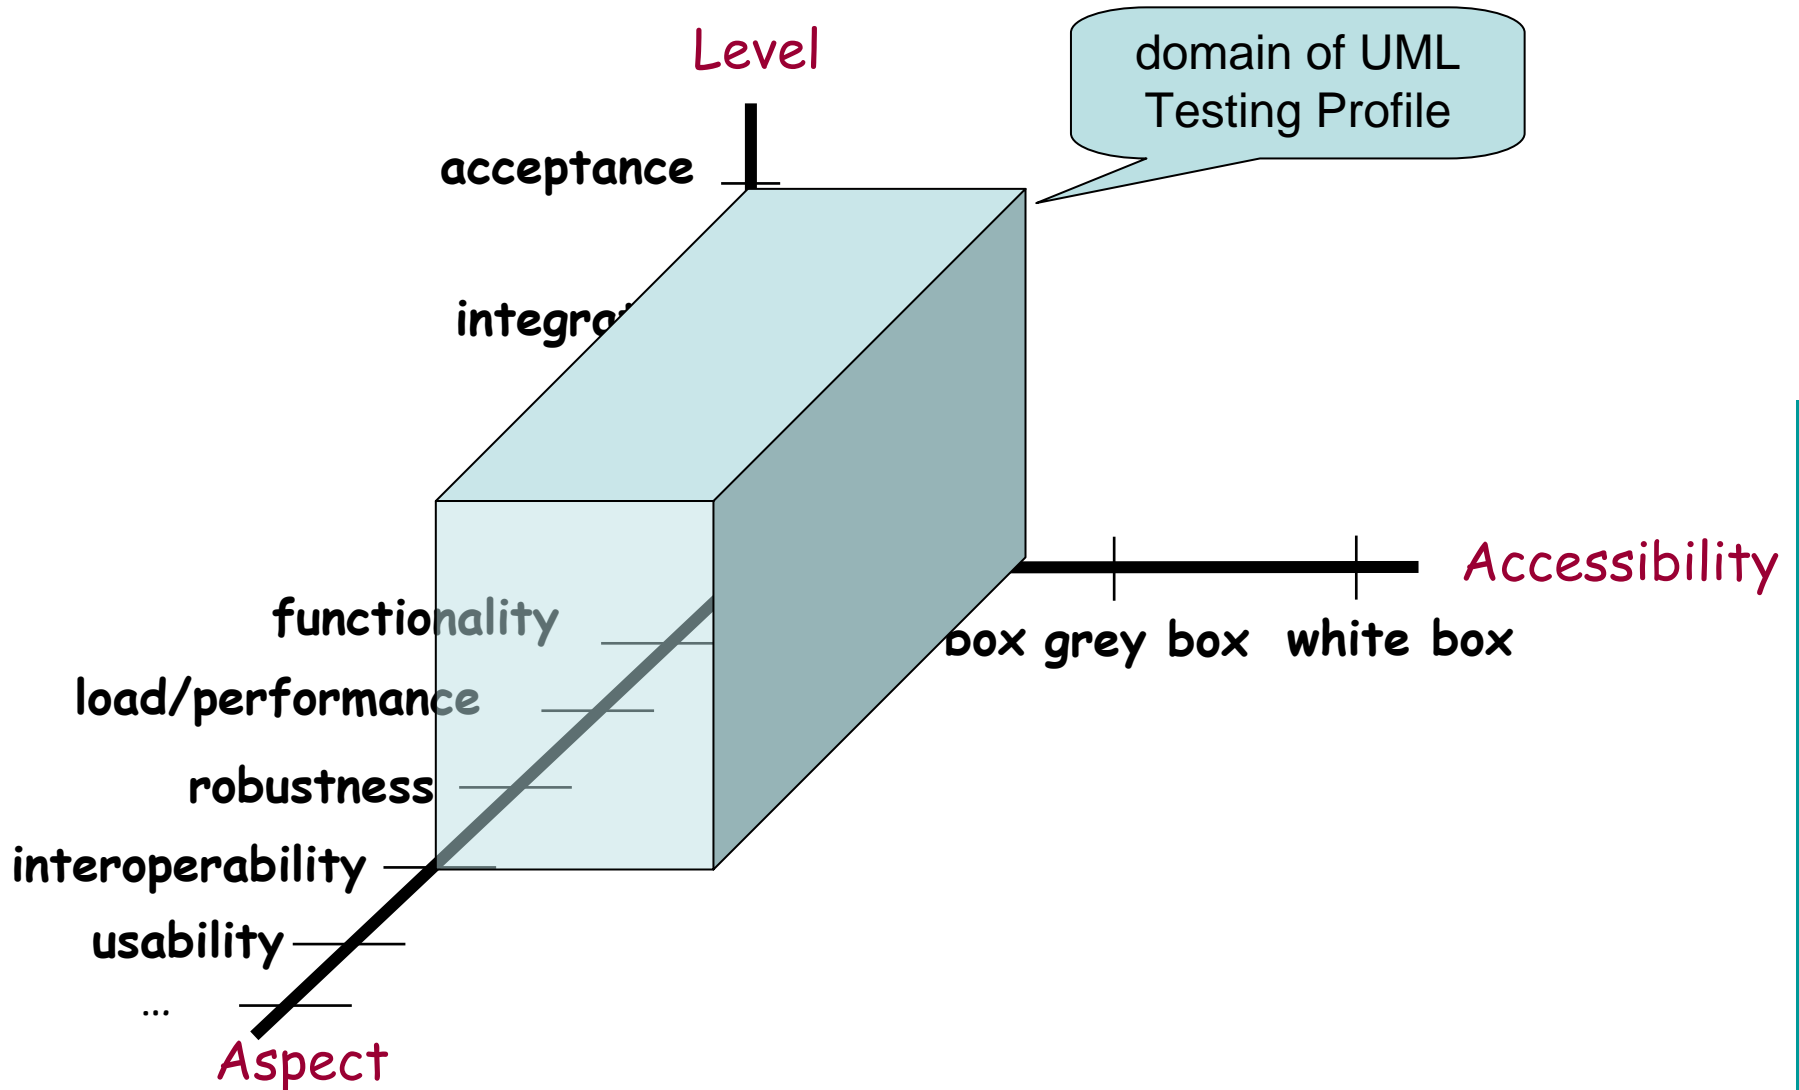 Level
domain of UML
Testing Profile
acceptance
Accessibility
functionality
box grey box white box
load/performance
robustness
interoperability
usability
...
Aspect